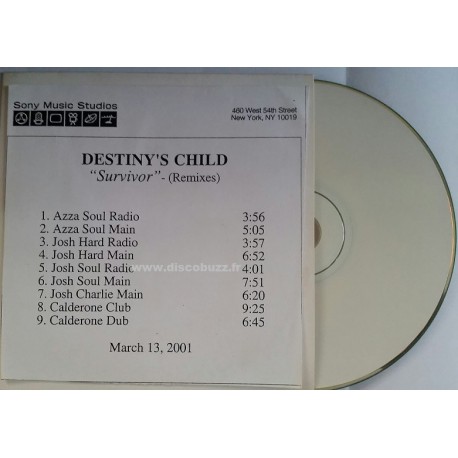 Sony Music Studios
460 West 54th Street
New York, NY 10019
DESTINY'S CHILD
"Survivor" - (Remixes)
1. Azza Soul Radio 3:56
2. Azza Soul Main 5:05
3. Josh Hard Radio 3:57
4. Josh Hard Main 6:52
5. Josh Soul Radio 4:01
www.discobuzz.fr
6. Josh Soul Main 7:51
7. Josh Charlie Main 6:20
8. Calderone Club 9:25
9. Calderone Dub 6:45
March 13, 2001